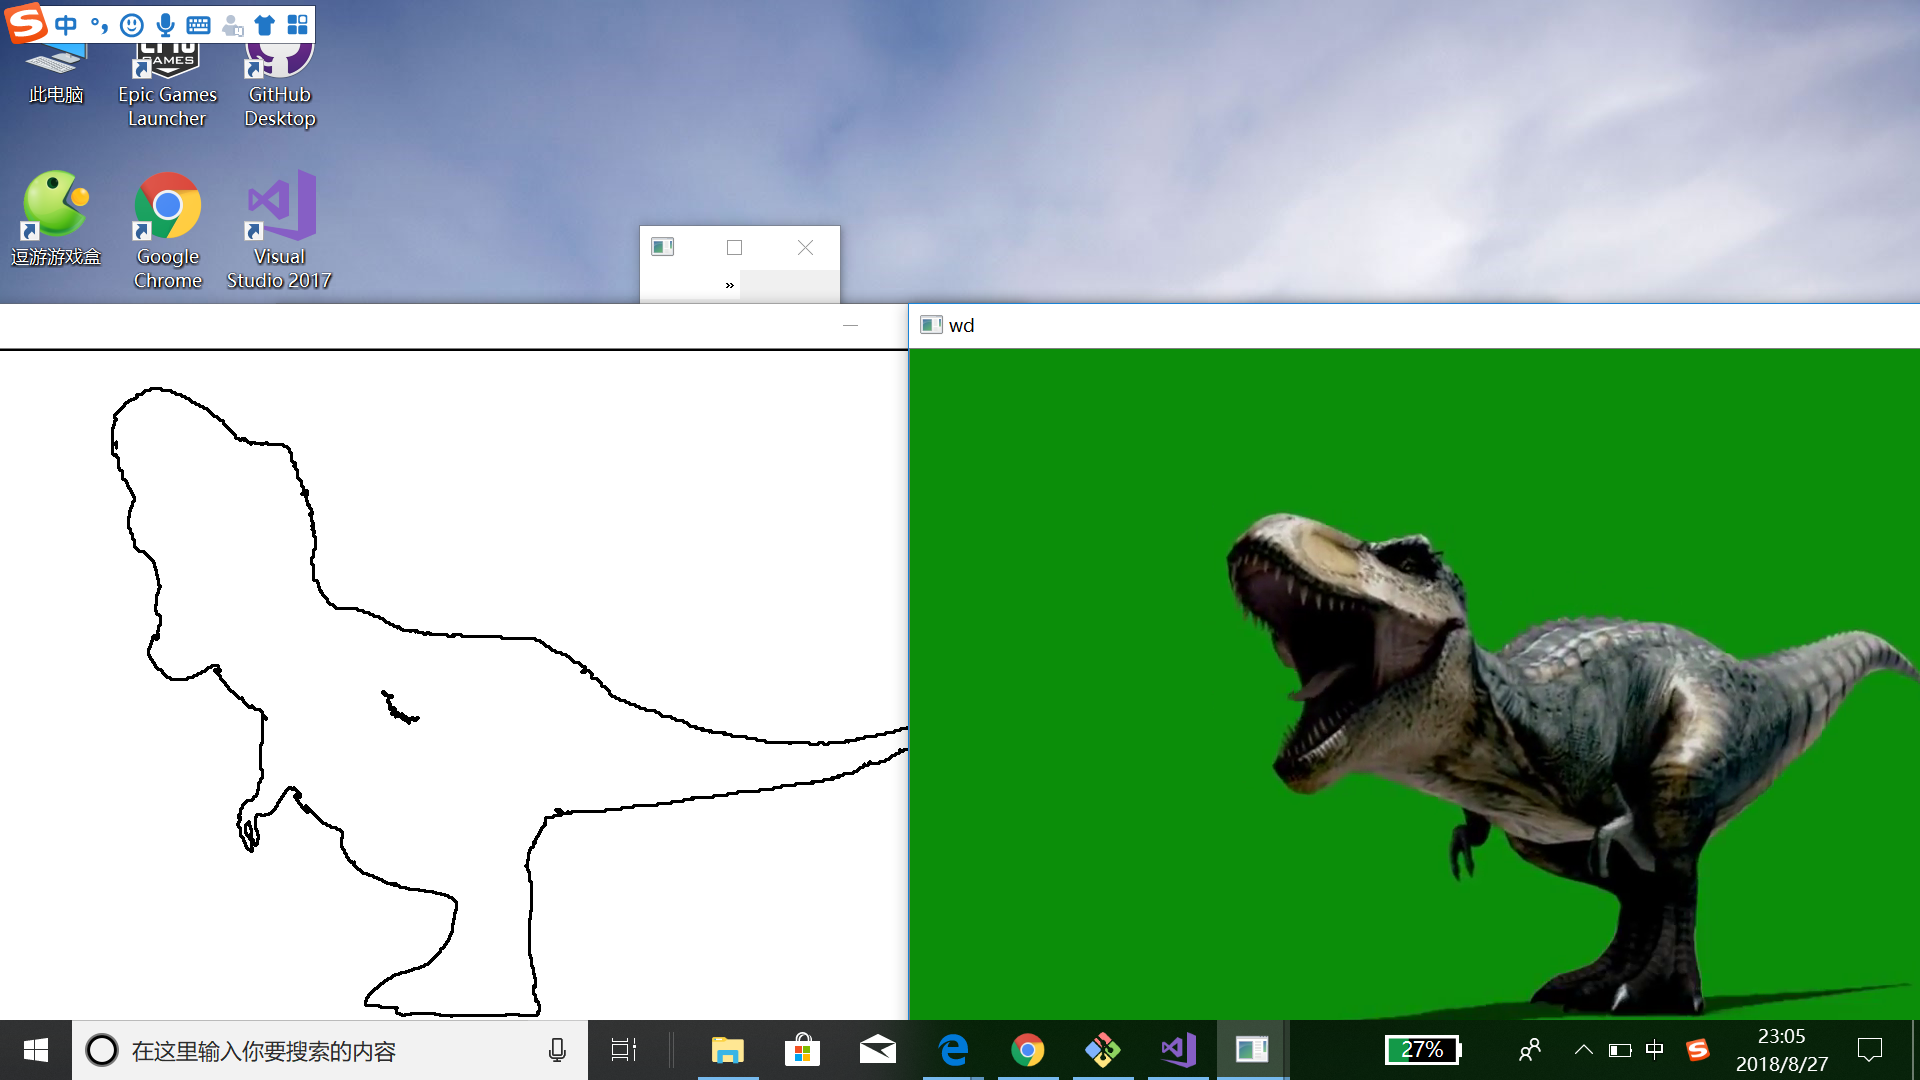 中
EPIC
GAMES
此电脑
Epic Games
Launcher
GitHub
Desktop
逗游游戏盒
Google
Chrome
Visual
Studio 2017
»
wd
在这里输入你要搜索的内容
27%
中
23:05
2018/8/27